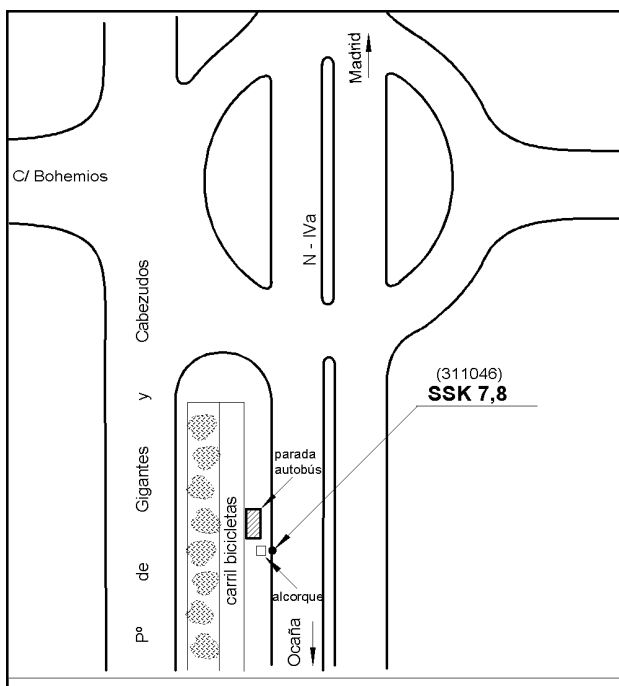 Madrid
C/ Bohemios
N - IVa
Pº de Gigantes y Cabezudos
(311046)
SSK 7,8
parada
autobús
carril bicicletas
alcorque
Ocaña